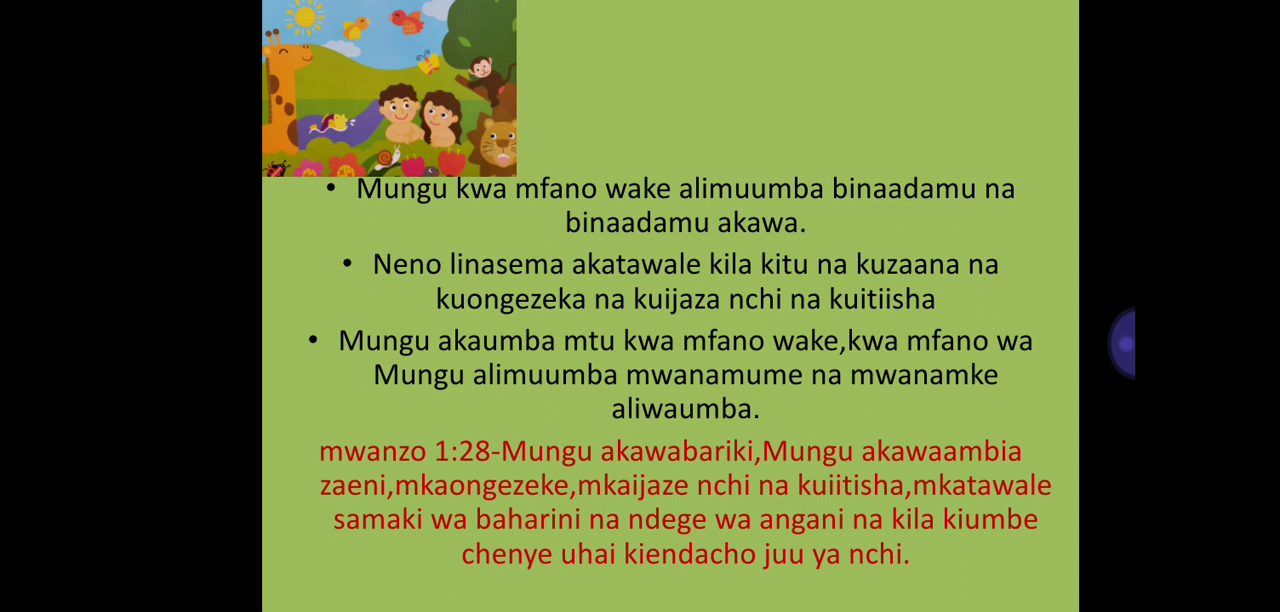 • Mungu kwa mfano wake alimuumba binaadamu na
binaadamu akawa.
• Neno linasema akatawale kila kitu na kuzaana na
kuongezeka na kuijaza nchi na kuitiisha
• Mungu akaumba mtu kwa mfano wake,kwa mfano wa
Mungu alimuumba mwanamume na mwanamke
aliwaumba.
mwanzo 1:28-Mungu akawabariki,Mungu akawaambia
zaeni,mkaongezeke,mkaijaze nchi na kuiitisha,mkatawale
samaki wa baharini na ndege wa angani na kila kiumbe
chenye uhai kiendacho juu ya nchi.